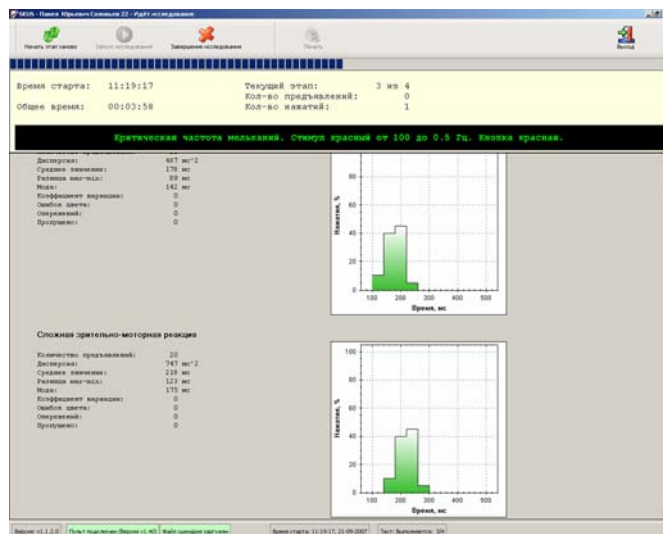 SEUS - Павел Юрьевич Соловьев 22 - Идёт исследование
Начать этап заново Запуск исследования Завершение исследования Печать Выход
Время старта: 11:19:17 Текущий этап: 3 из 4
Кол-во предъявлений: 0
Общее время: 00:03:58 Кол-во нажатий: 1
Критическая частота мельканий. Стимул красный от 100 до 0.5 Гц. Кнопка красная.
Дисперсия: 487 мс^2
Среднее значение: 178 мс
Разница max-min: 89 мс
Мода: 142 мс
Коэффициент вариации: 0
Ошибок цвета: 0
Опережений: 0
Пропущено: 0
80
60
40
20
0
Нажатия, %
100 200 300 400 500
Время, мс
Сложная зрительно-моторная реакция
Количество предъявлений: 20
Дисперсия: 747 мс^2
Среднее значение: 218 мс
Разница max-min: 123 мс
Мода: 175 мс
Коэффициент вариации: 0
Ошибок цвета: 0
Опережений: 0
Пропущено: 0
100
80
60
40
20
0
Нажатия, %
100 200 300 400 500
Время, мс
Версия: v1.1.2.0 Пульт подключен (Версия v1.40) Файл сценария загружен Время старта: 11:19:17, 21-09-2007 Тест: Выполняется: 3/4